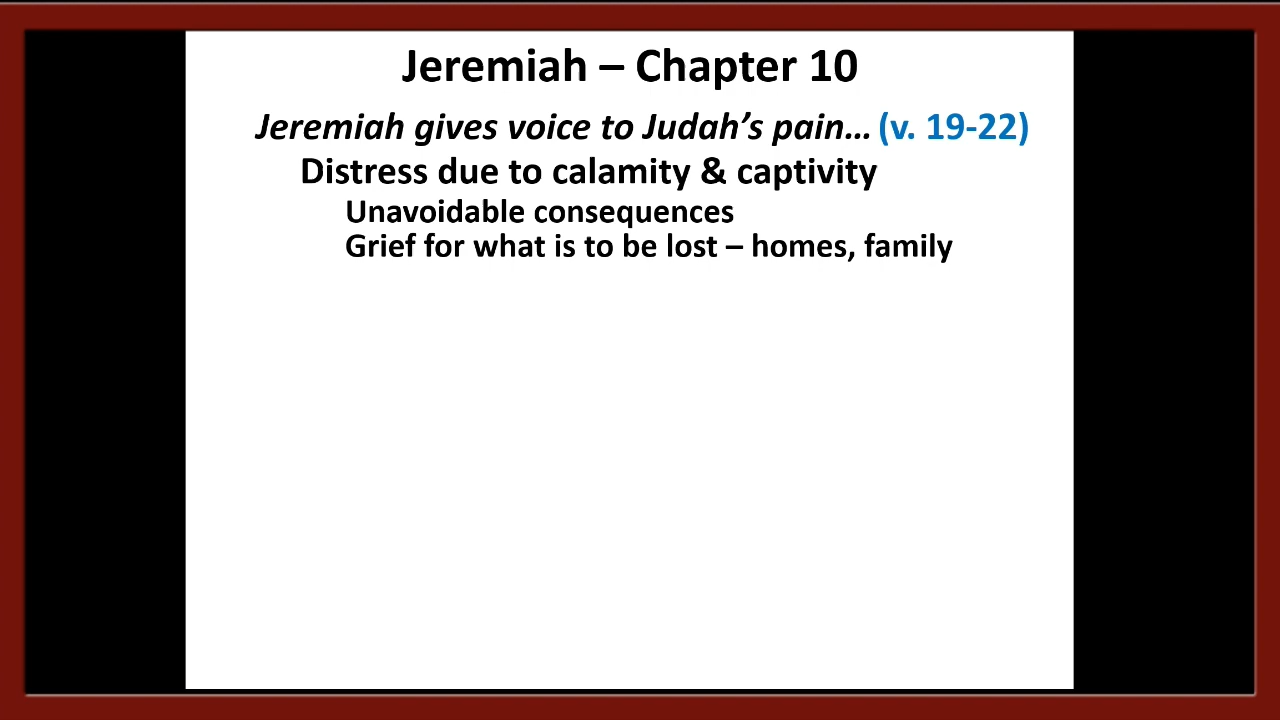 Jeremiah – Chapter 10
Jeremiah gives voice to Judah’s pain… (v. 19-22)
Distress due to calamity & captivity
Unavoidable consequences
Grief for what is to be lost – homes, family